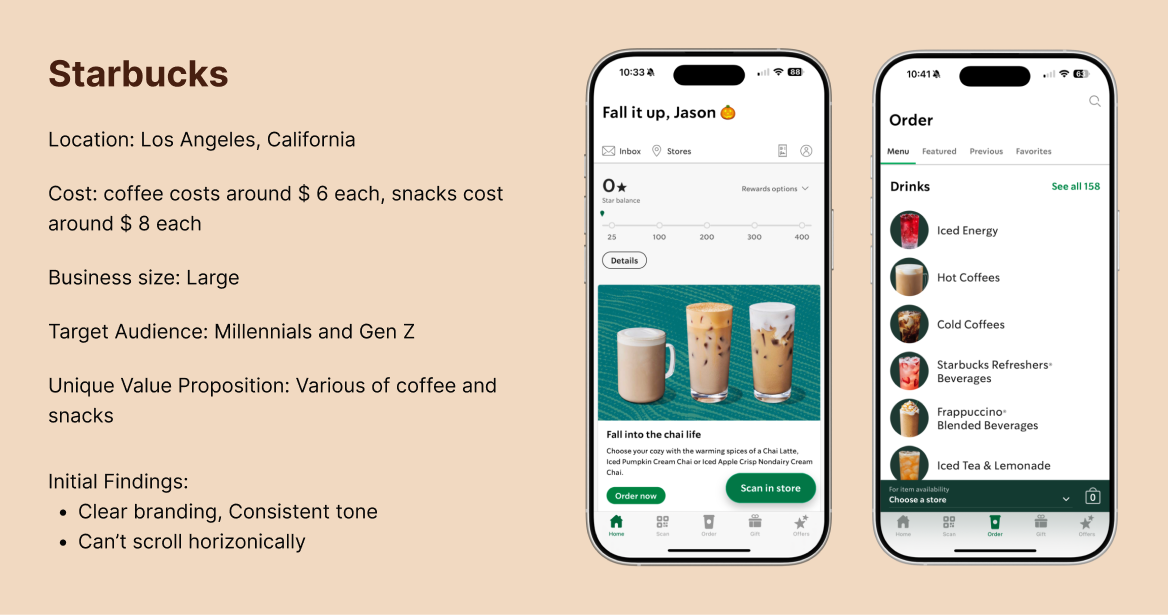 Starbucks
Location: Los Angeles, California
Cost: coffee costs around $ 6 each, snacks cost
around $ 8 each
Business size: Large
Target Audience: Millennials and Gen Z
Unique Value Proposition: Various of coffee and
snacks
Initial Findings:
• Clear branding, Consistent tone
• Can’t scroll horizonically
10:33
88
Fall it up, Jason
Inbox
Stores
0★
Rewards options
Star balance
25 100 200 300 400
Details
Fall into the chai life
Choose your cozy with the warming spices of a Chai Latte,
Iced Pumpkin Cream Chai or Iced Apple Crisp Nondairy Cream
Chai.
Order now
Scan in store
Home Scan Order Gift Offers
10:41
Order
Menu Featured Previous Favorites
Drinks
See all 158
Iced Energy
Hot Coffees
Cold Coffees
Starbucks Refreshers®
Beverages
Frappuccino®
Blended Beverages
Iced Tea & Lemonade
For item availability
Choose a store
0
Home Scan Order Gift Offers